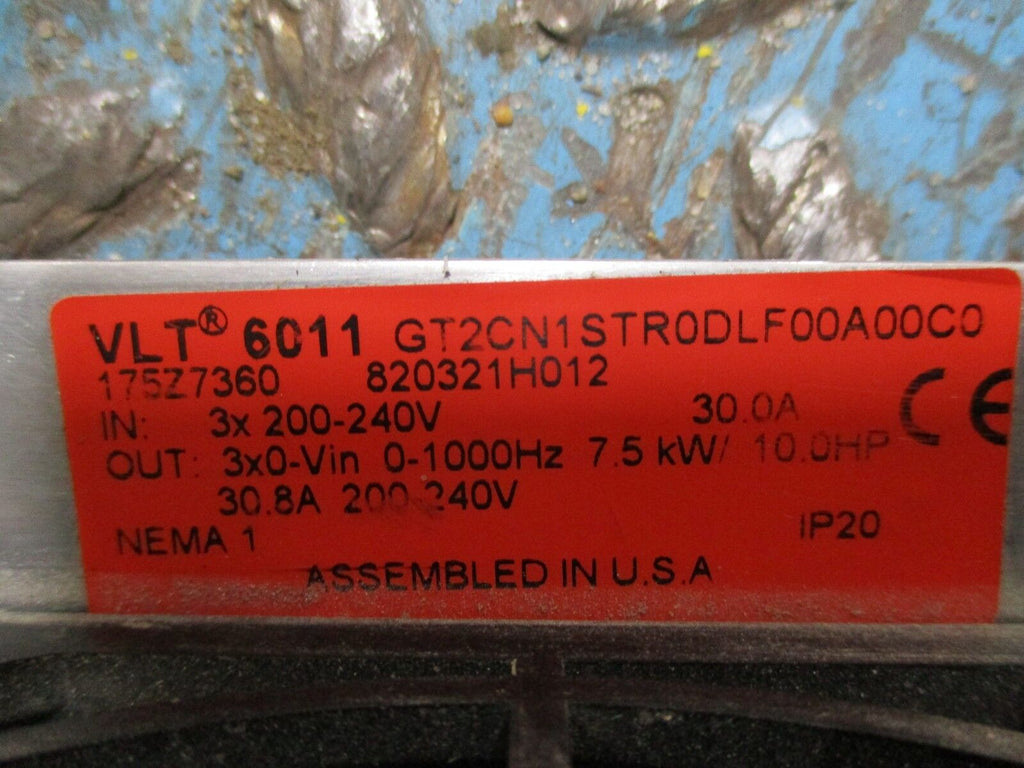 VLT® 6011 GT2CN1STR0DLF00A00C0
175Z7360 820321H012
IN: 3x 200-240V 30.0A CE
OUT: 3x0-Vin 0-1000Hz 7.5 kW/ 10.0HP
30.8A 200-240V
NEMA 1 IP20
ASSEMBLED IN U.S.A